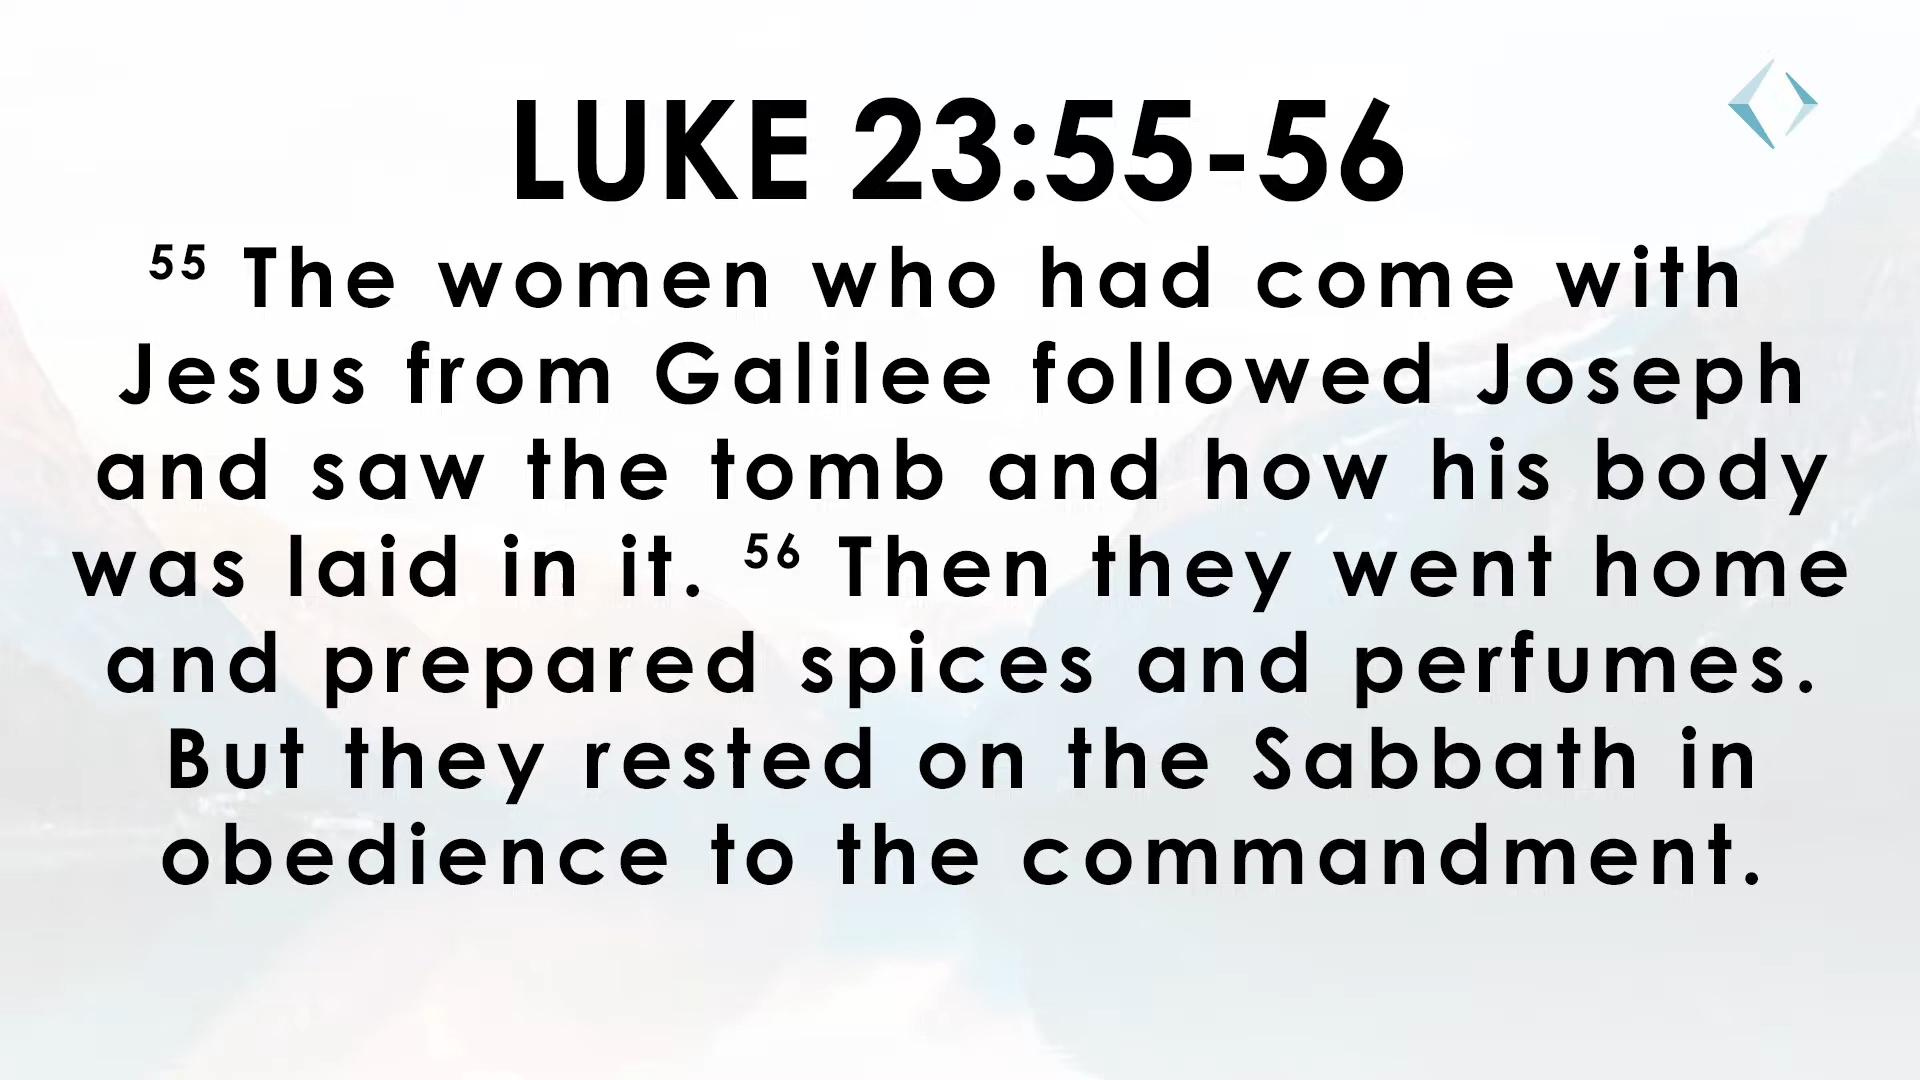 LUKE 23:55-56
55 The women who had come with
Jesus from Galilee followed Joseph
and saw the tomb and how his body
was laid in it. 56 Then they went home
and prepared spices and perfumes.
But they rested on the Sabbath in
obedience to the commandment.